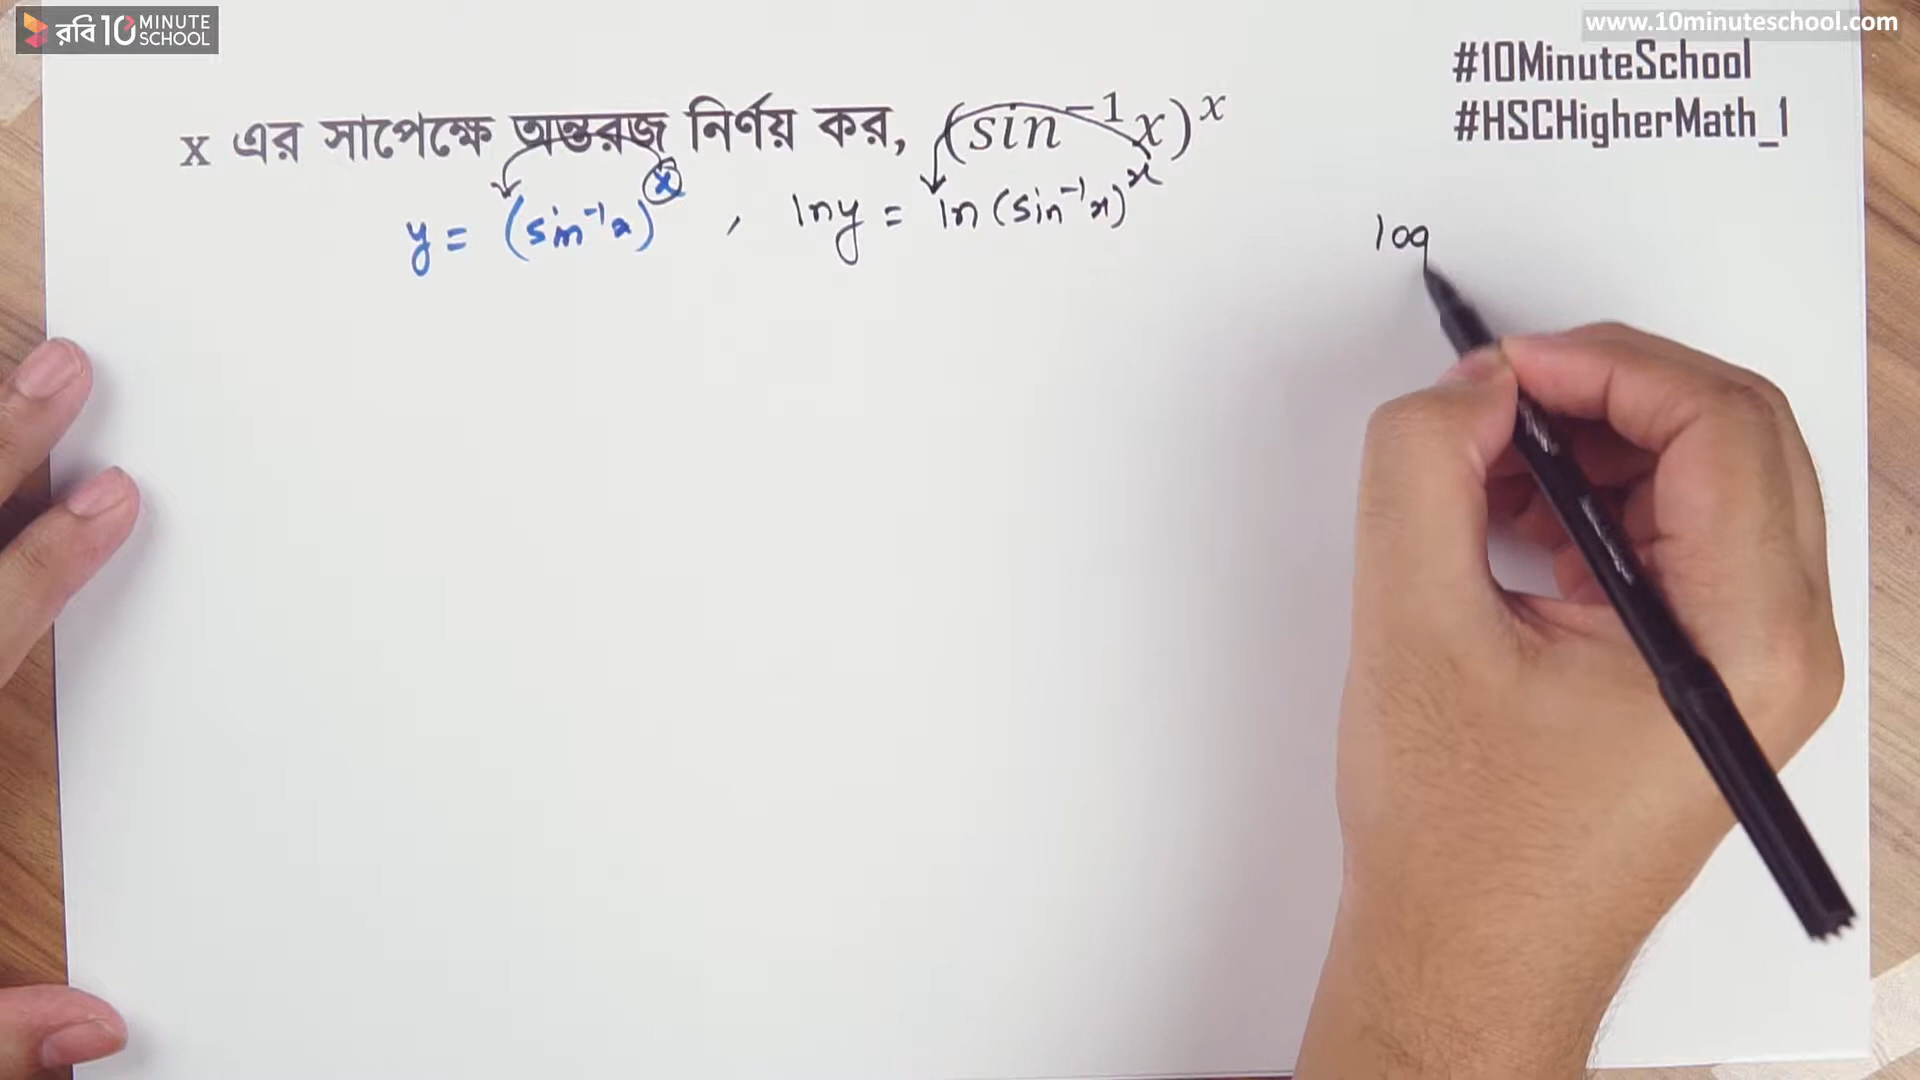 রবি 10 MINUTE SCHOOL
www.10minuteschool.com
#10MinuteSchool
#HSCHigherMath_1
x এর সাপেক্ষে অন্তরজ নির্ণয় কর, (sin⁻¹x)ˣ
y = (sin⁻¹x)ˣ , ln y = ln (sin⁻¹x)ˣ
log